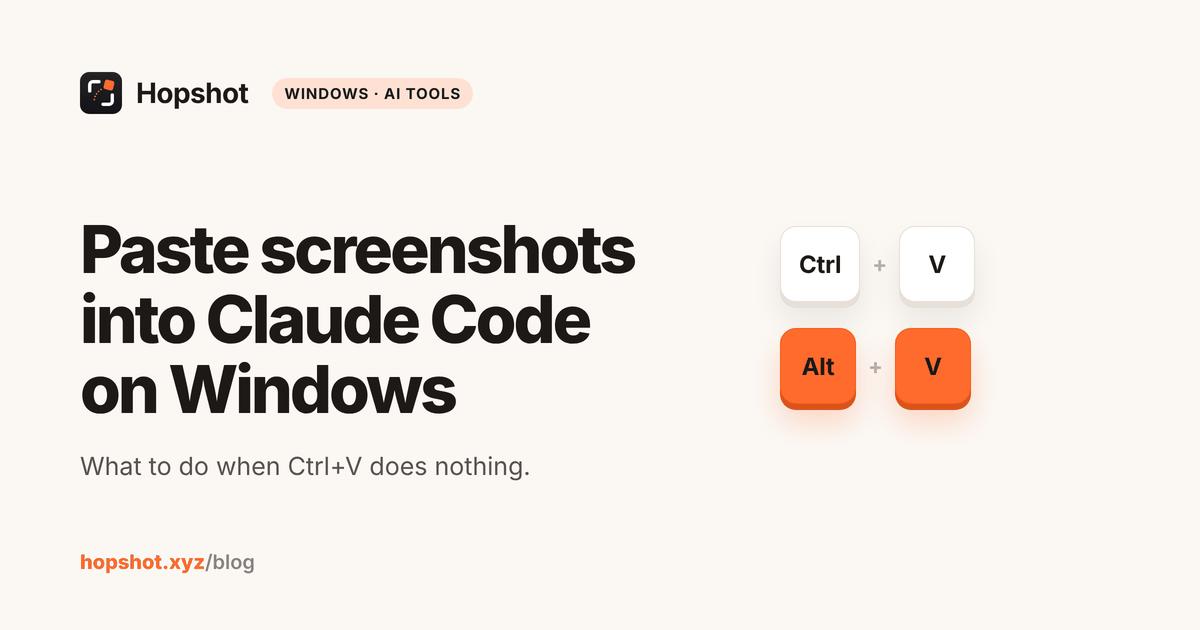 Hopshot
WINDOWS · AI TOOLS
Paste screenshots
into Claude Code
on Windows
What to do when Ctrl+V does nothing.
Ctrl + V
Alt + V
hopshot.xyz/blog